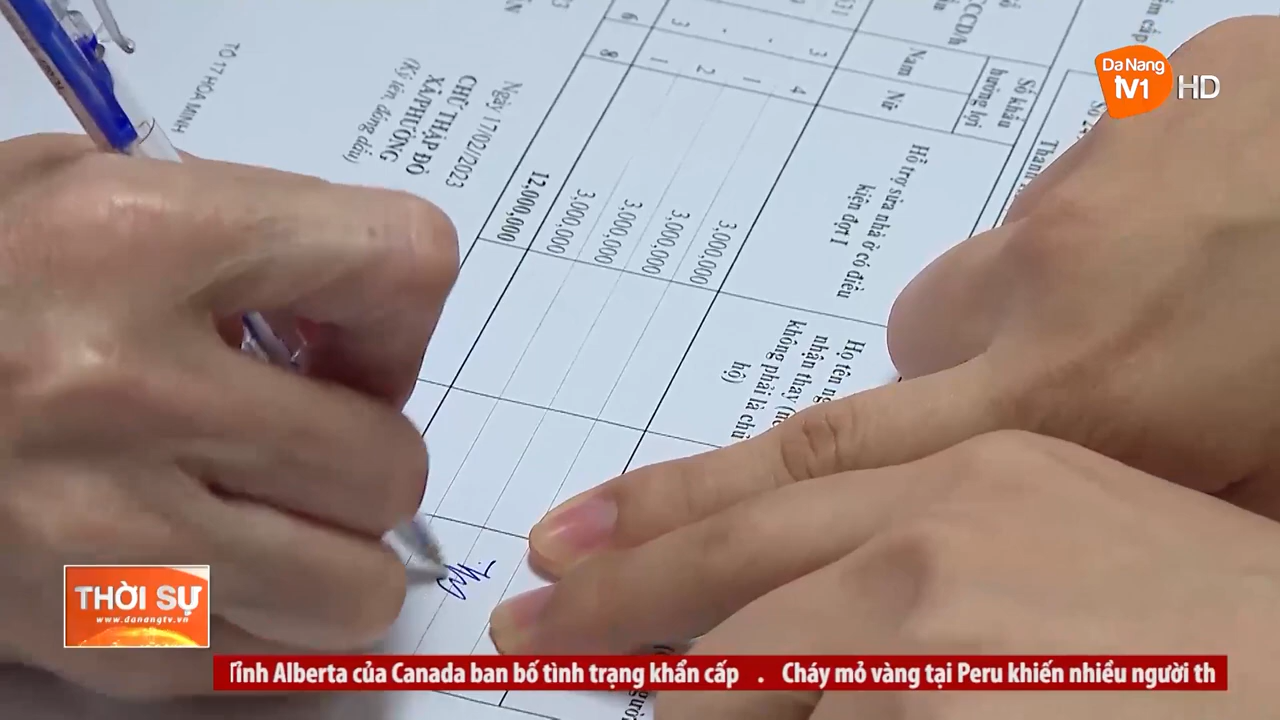 Da Nang
tv1 HD
Số khẩu
hưởng lợi
Nam
Nữ
Hỗ trợ sửa nhà ở có điều
kiện đợt 1
Họ tên
nhận thay
không phải là chủ
hộ)
3
4
3,000,000
1
2
3,000,000
1
3,000,000
3
1
3,000,000
6
8
12,000,000
Ngày 17/02/2023
CHỮ THẬP ĐỎ
XÃ/PHƯỜNG
(Ký tên, đóng dấu)
TỔ 17 HOA MINH
THỜI SỰ
www.danangtv.vn
Tỉnh Alberta của Canada ban bố tình trạng khẩn cấp . Cháy mỏ vàng tại Peru khiến nhiều người th